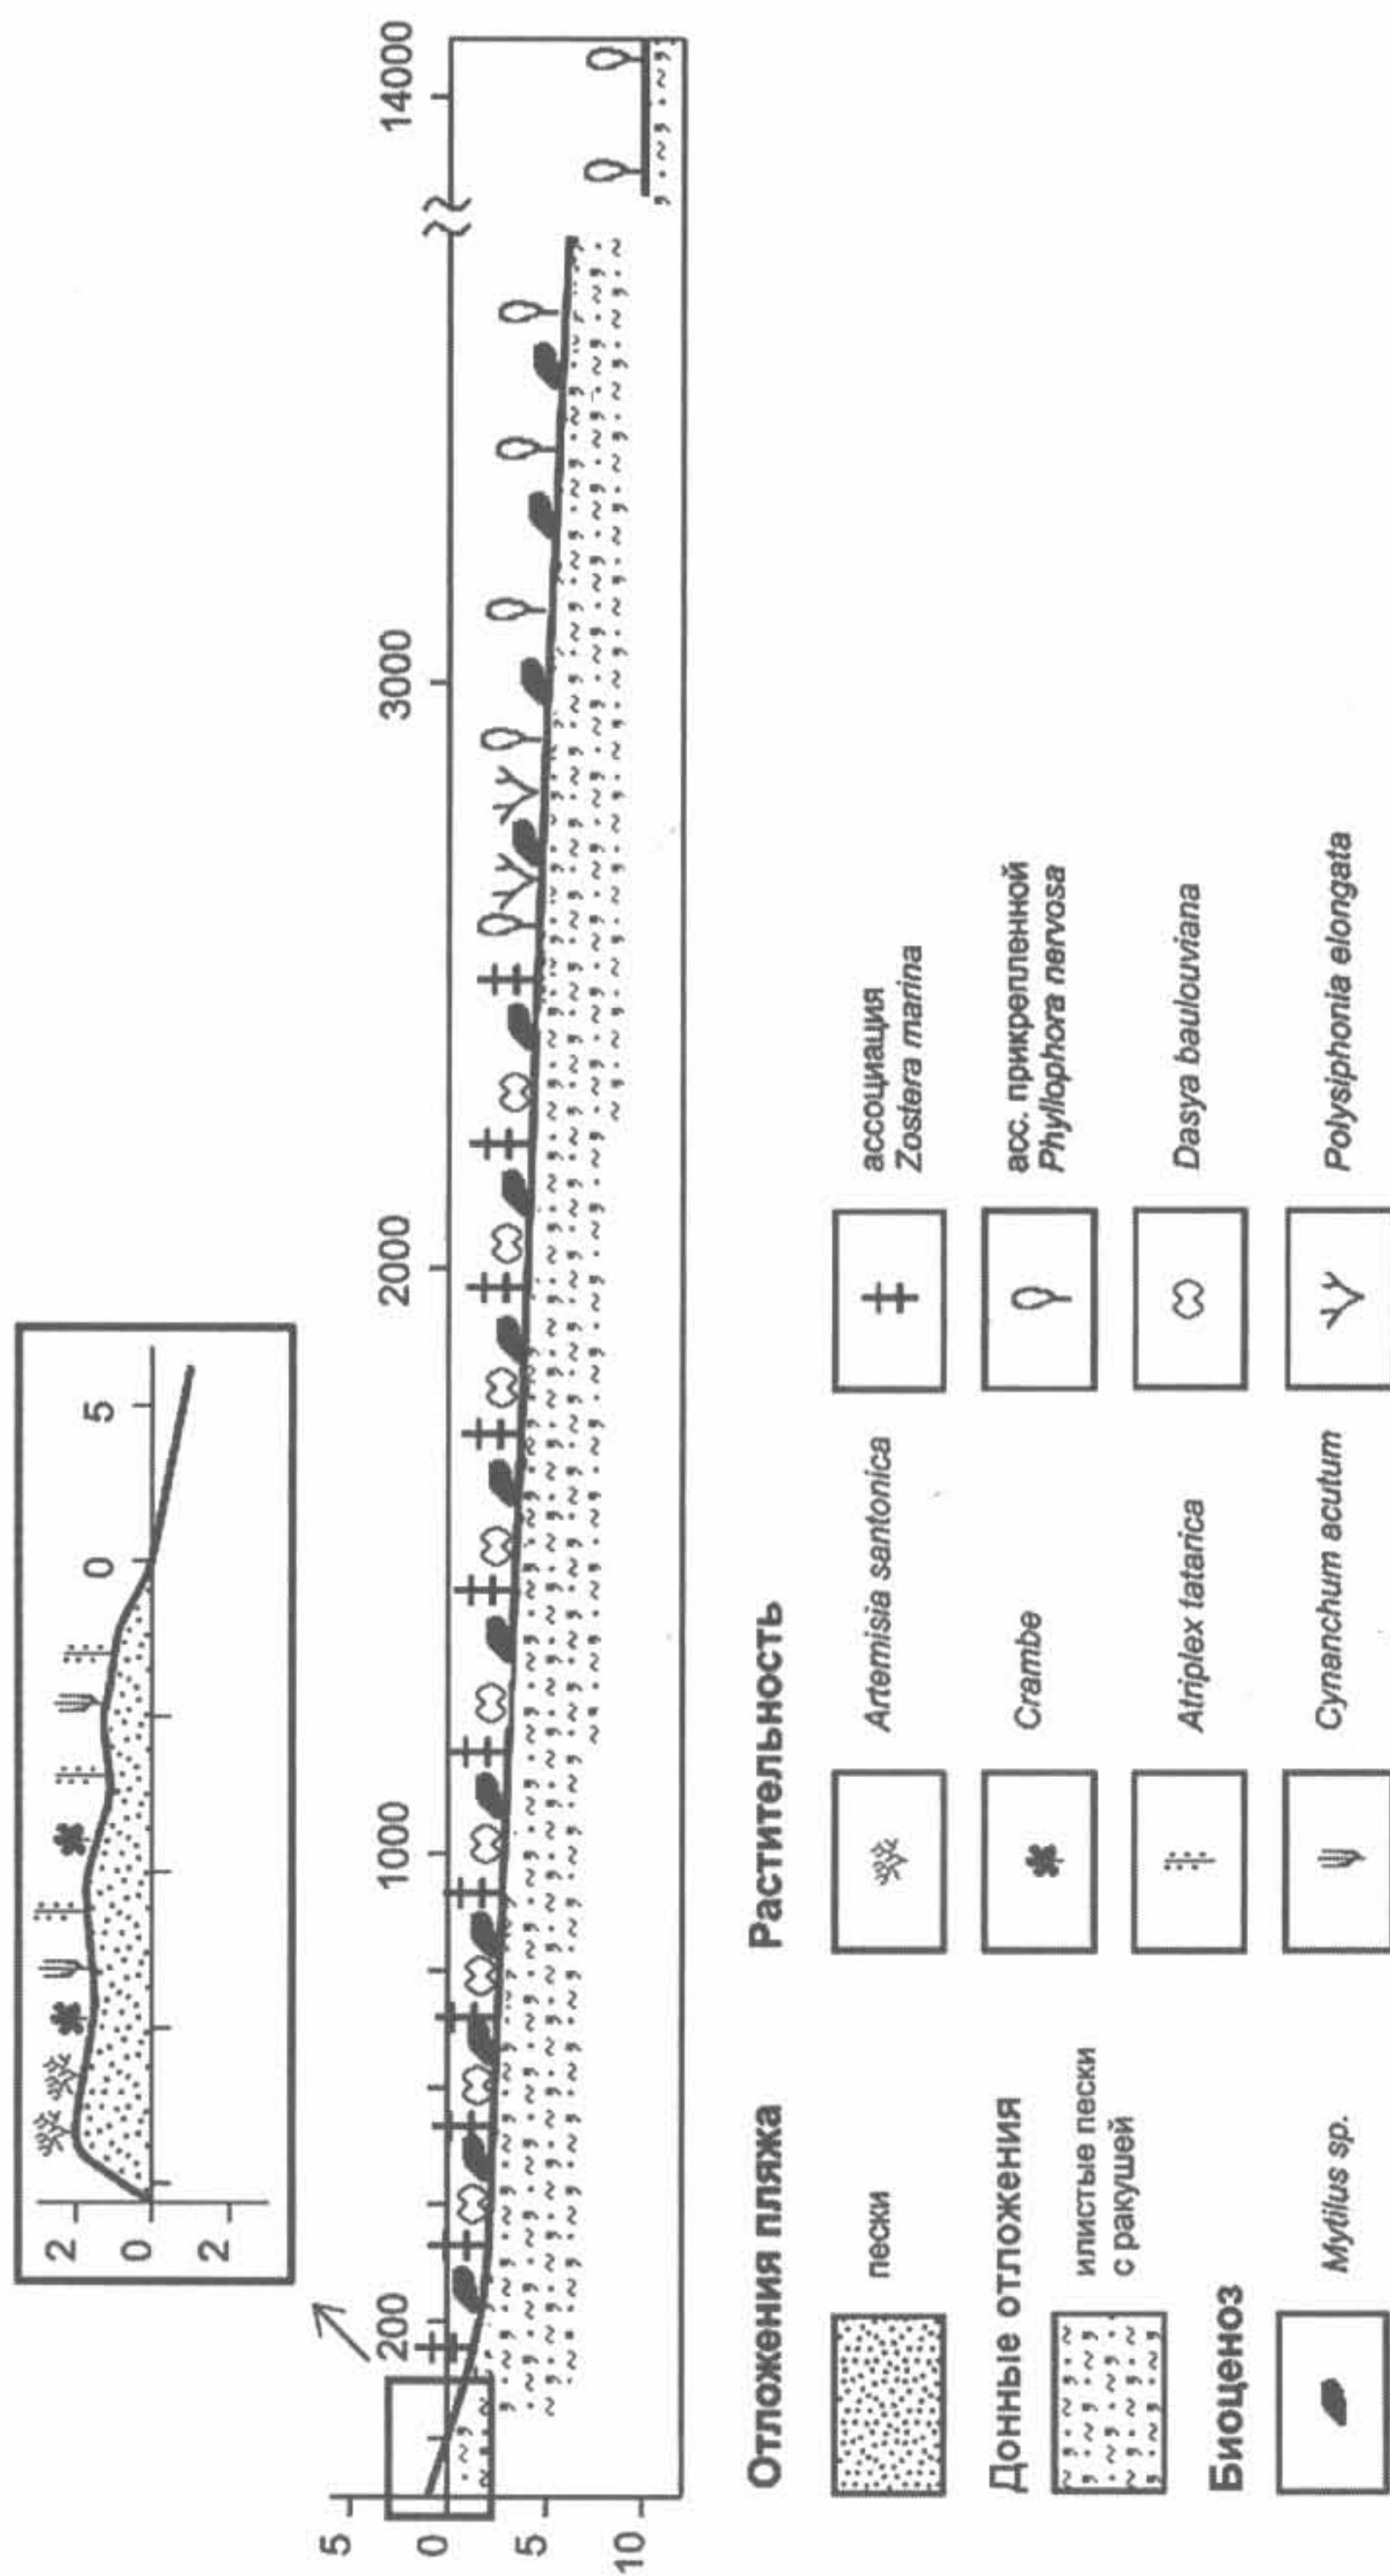 2
0
2
0
5
5
0
5
10
200
1000
2000
3000
14000
Отложения пляжа
пески
Донные отложения
илистые пески
с ракушей
Биоценоз
Mytilus sp.
Растительность
Artemisia santonica
Crambe
Atriplex tatarica
Cynanchum acutum
ассоциация
Zostera marina
асс. прикрепленной
Phyllophora nervosa
Dasya baulouviana
Polysiphonia elongata